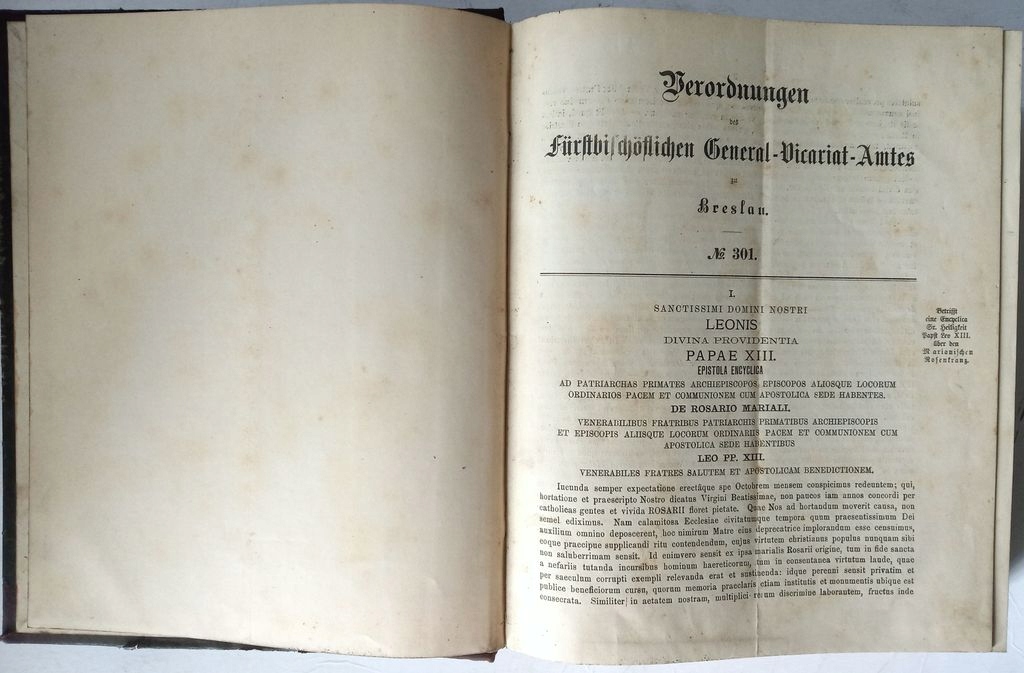 Verordnungen
des
Fürstbischöflichen General-Vicariat-Amtes
zu
Breslau.
№ 301.
I.
SANCTISSIMI DOMINI NOSTRI
LEONIS
DIVINA PROVIDENTIA
PAPAE XIII.
EPISTOLA ENCYCLICA
AD PATRIARCHAS PRIMATES ARCHIEPISCOPOS EPISCOPOS ALIOSQUE LOCORUM
ORDINARIOS PACEM ET COMMUNIONEM CUM APOSTOLICA SEDE HABENTES.
DE ROSARIO MARIALI.
VENERABILIBUS FRATRIBUS PATRIARCHIS PRIMATIBUS ARCHIEPISCOPIS
ET EPISCOPIS ALIISQUE LOCORUM ORDINARIIS PACEM ET COMMUNIONEM CUM
APOSTOLICA SEDE HABENTIBUS
LEO PP. XIII.
VENERABILES FRATRES SALUTEM ET APOSTOLICAM BENEDICTIONEM.
Iucunda semper expectatione erectâque spe Octobrem mensem conspicimus redeuntem; qui,
hortatione et praescripto Nostro dicatus Virgini Beatissimae, non paucos iam annos concordi per
catholicas gentes et vivida ROSARII floret pietate. Quae Nos ad hortandum moverit causa, non
semel ediximus. Nam calamitosa Ecclesiae civitatumque tempora quum praesentissimum Dei
auxilium omnino deposcerent, hoc nimirum Matre eius deprecatrice implorandum esse censuimus,
eoque praecipue supplicandi ritu contendendum, cujus virtutem christianus populus nunquam sibi
non saluberrimam sensit. Id enimvero sensit ex ipsa marialis Rosarii origine, tum in fide sancta
a nefariis tutanda incursibus hominum haereticorum, tum in consentanea virtutum laude, quae
per saeculum corrupti exempli relevanda erat et sustinenda: idque perenni sensit privatim et
publice beneficiorum cursu, quorum memoria praeclaris etiam institutis et monumentis ubique est
consecrata. Similiter in aetatem nostram, multiplici rerum discrimine laborantem, fructus inde
Betrifft
eine Encyclica
Sr. Heiligkeit
Papst Leo XIII.
über den
Marianischen
Rosenkranz.